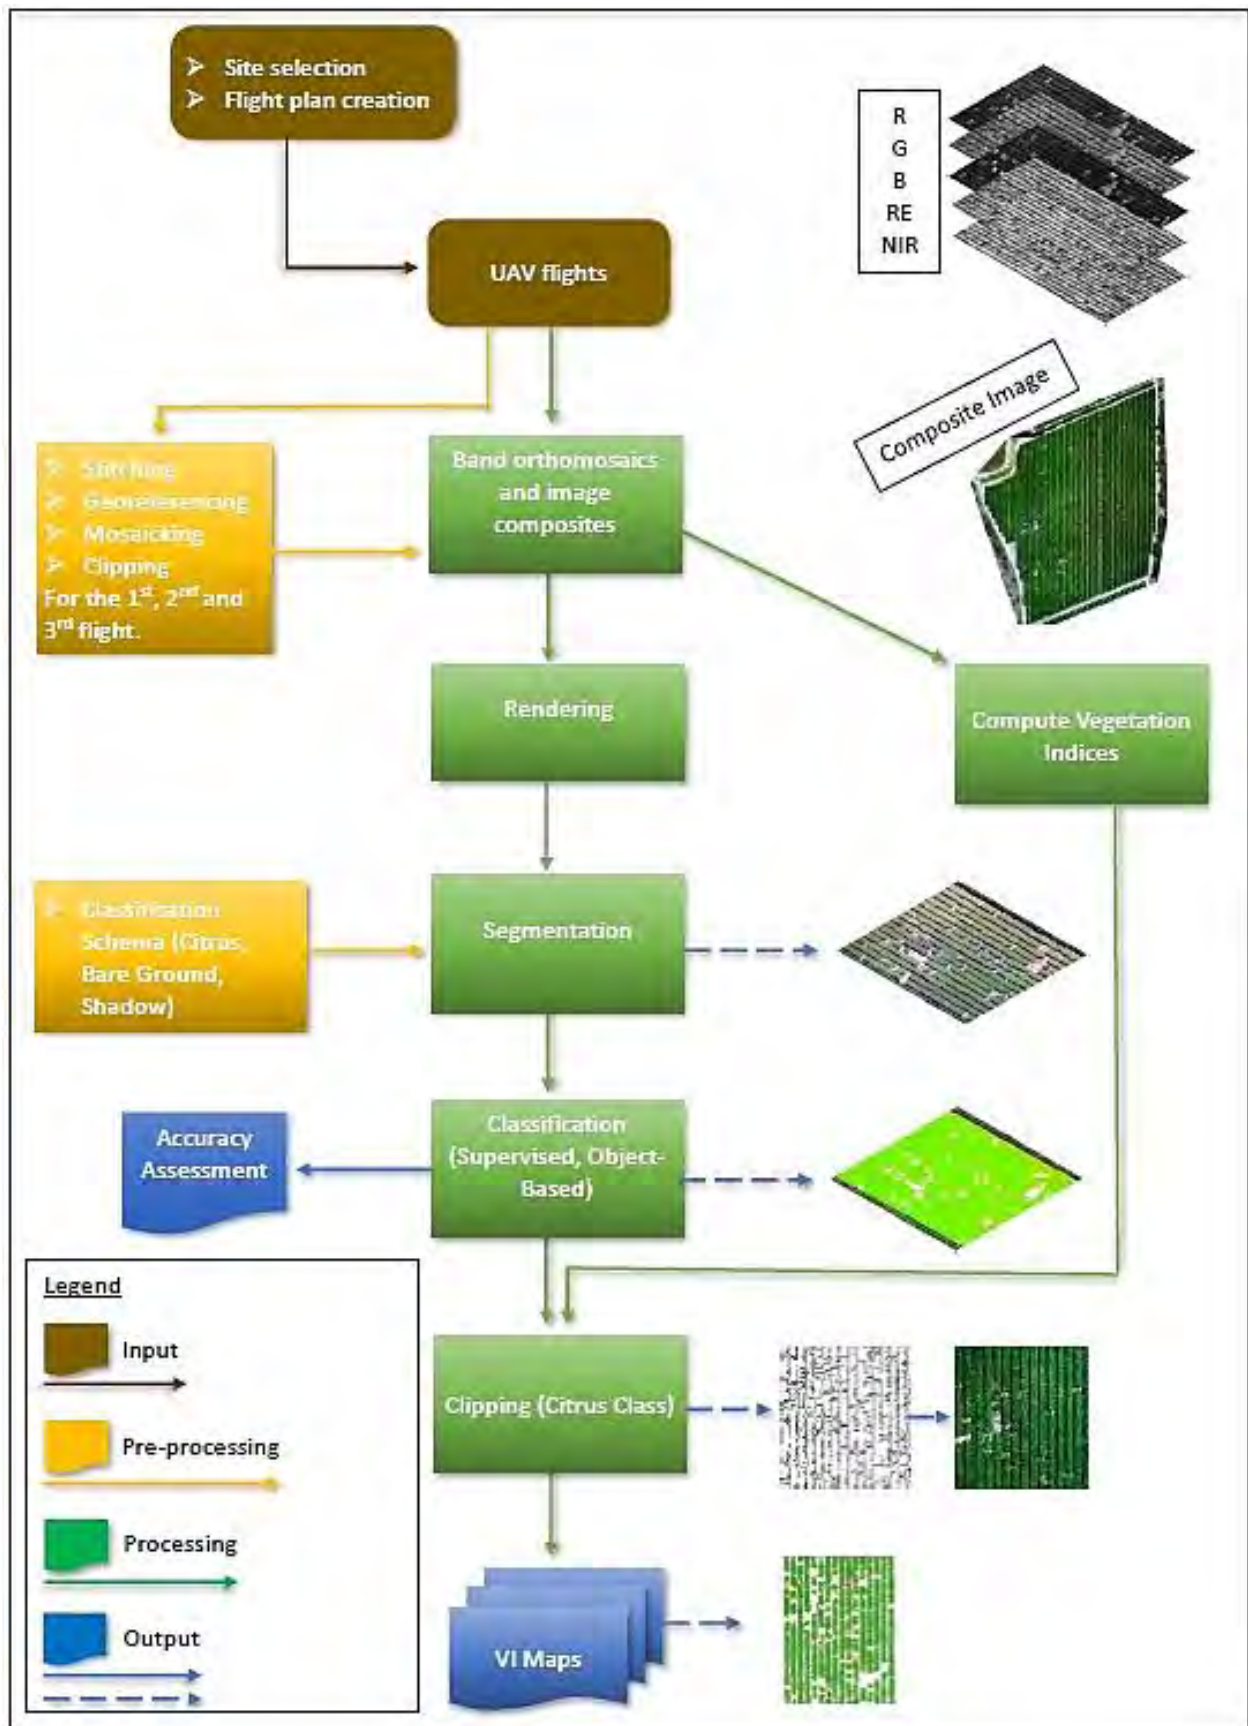 ➢ Site selection
➢ Flight plan creation
R
G
B
RE
NIR
UAV flights
Composite Image
➢ Stitching
➢ Georeferencing
➢ Mosaicking
➢ Clipping
For the 1st, 2nd and
3rd flight.
Band orthomosaics
and image
composites
Rendering
Compute Vegetation
Indices
➢ Classification
Schema (Citrus,
Bare Ground,
Shadow)
Segmentation
Accuracy
Assessment
Classification
(Supervised, Object-
Based)
Legend
Input
Pre-processing
Processing
Output
Clipping (Citrus Class)
VI Maps